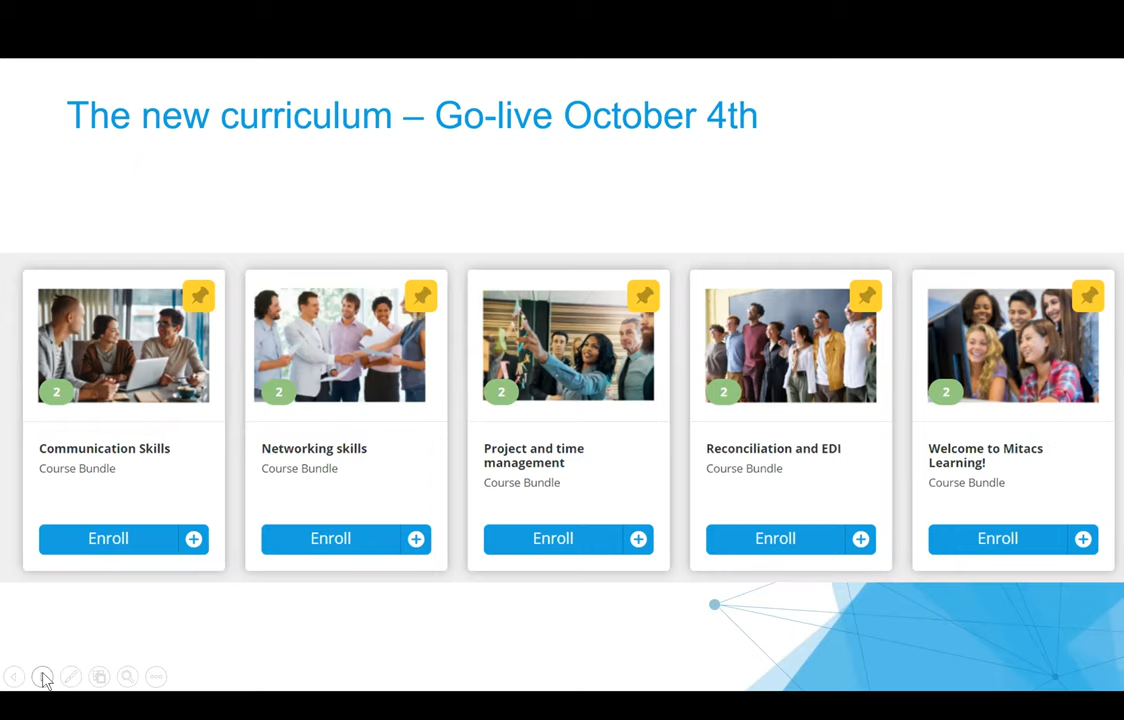 The new curriculum – Go-live October 4th
2
2
2
2
2
Communication Skills
Course Bundle
Enroll
Networking skills
Course Bundle
Enroll
Project and time
management
Course Bundle
Enroll
Reconciliation and EDI
Course Bundle
Enroll
Welcome to Mitacs
Learning!
Course Bundle
Enroll